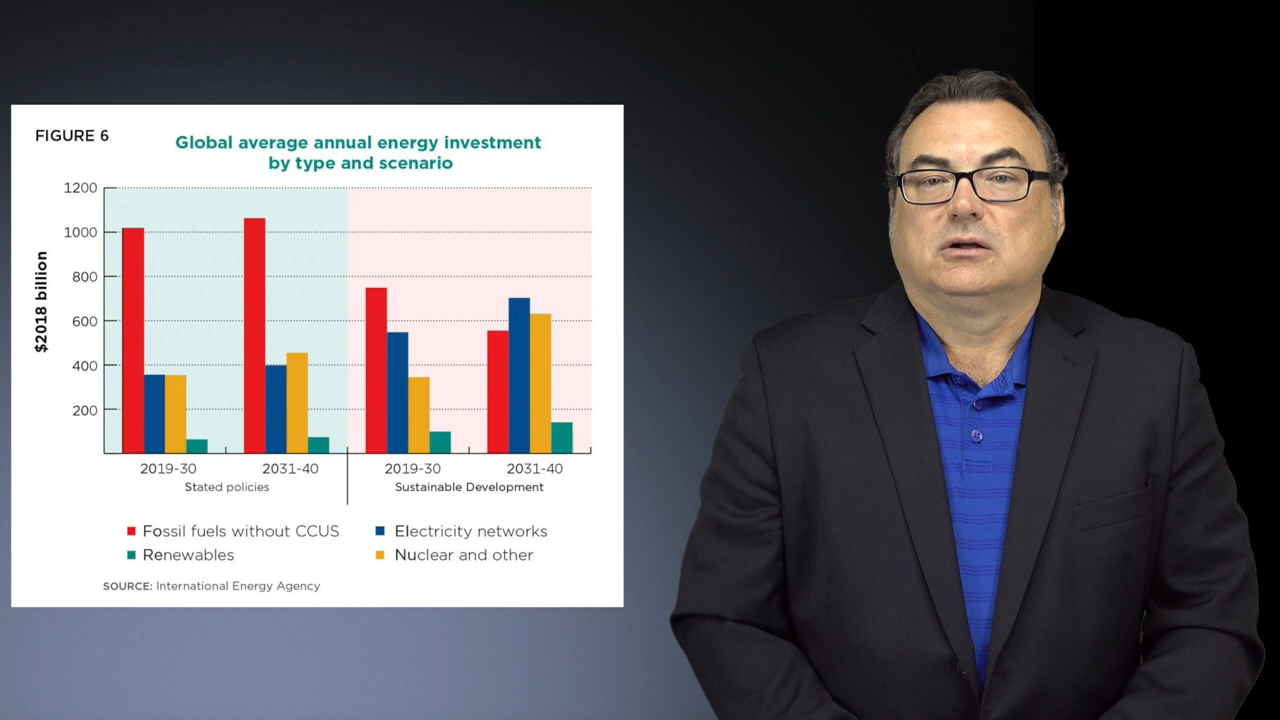 FIGURE 6
Global average annual energy investment
by type and scenario
$2018 billion
1200
1000
800
600
400
200
2019-30
2031-40
2019-30
2031-40
Stated policies
Sustainable Development
Fossil fuels without CCUS
Electricity networks
Renewables
Nuclear and other
SOURCE: International Energy Agency